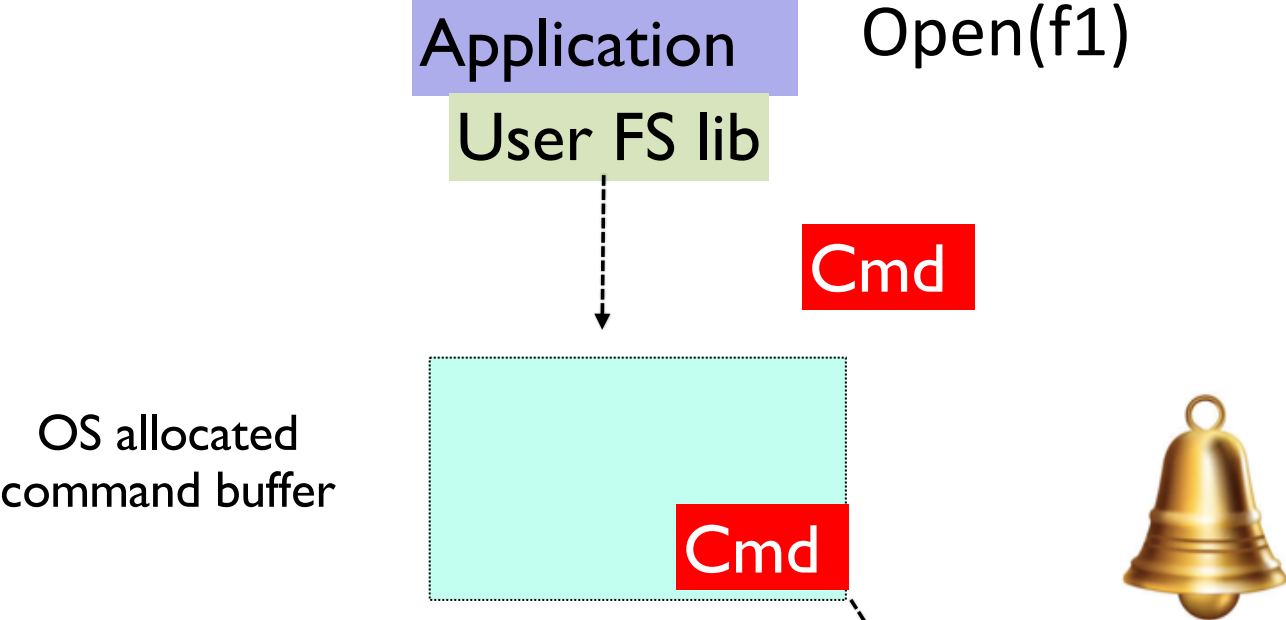 Application
Open(f1)
User FS lib
Cmd
OS allocated
command buffer
Cmd